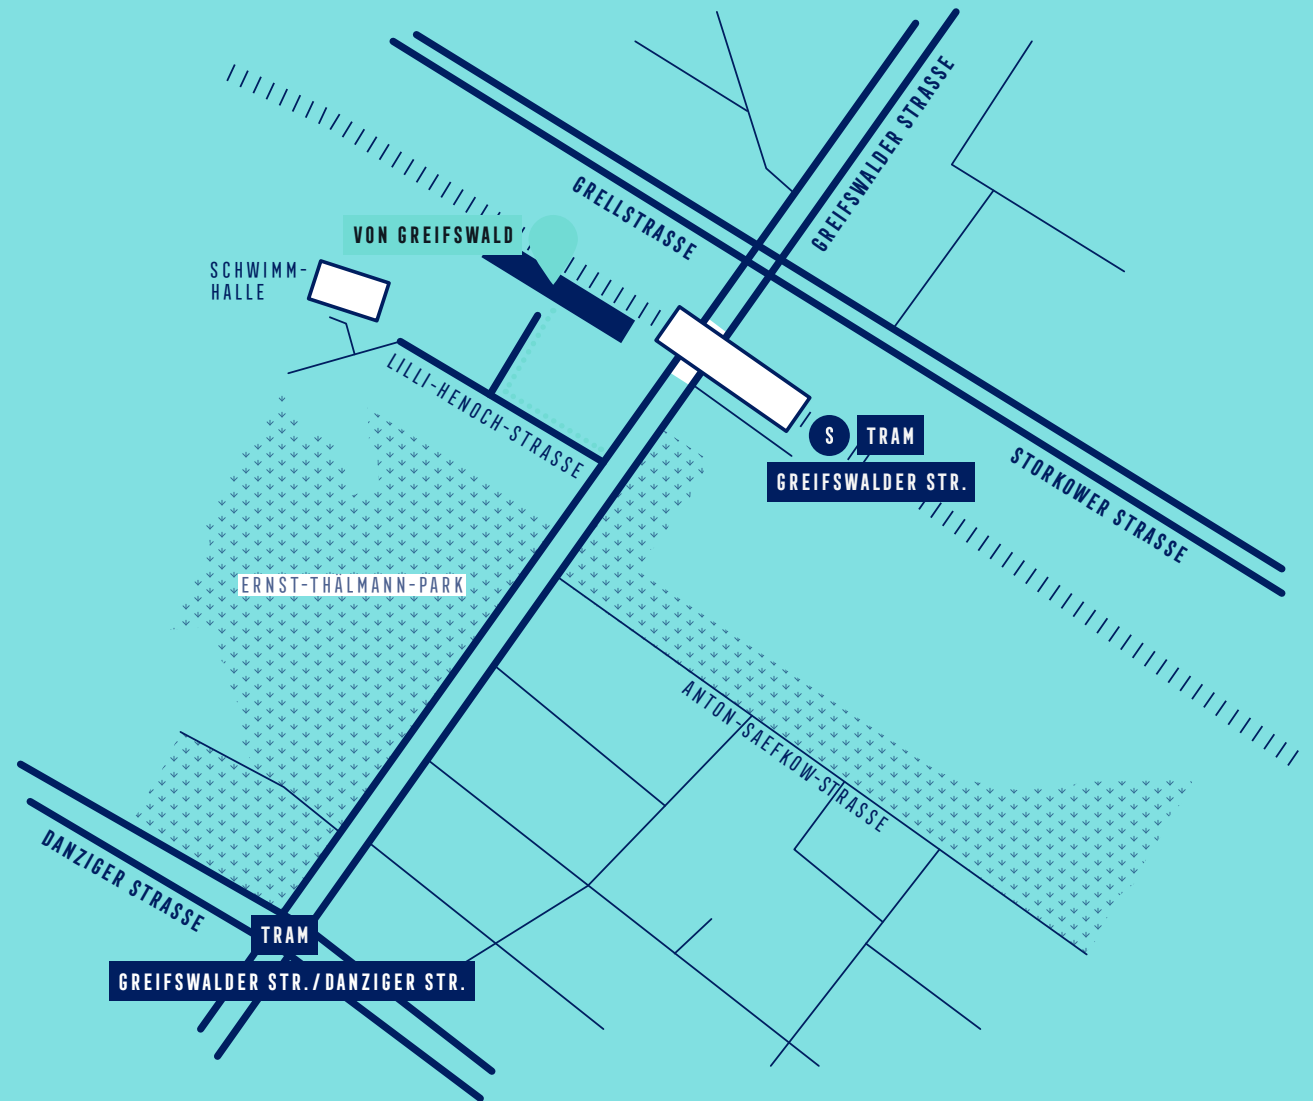 GREIFSWALDER STRASSE
GRELLSTRASSE
VON GREIFSWALD
SCHWIMM-
HALLE
LILLI-HENOCH-STRASSE
S
TRAM
GREIFSWALDER STR.
STORKOWER STRASSE
ERNST-THÄLMANN-PARK
ANTON-SAEFKOW-STRASSE
DANZIGER STRASSE
TRAM
GREIFSWALDER STR./DANZIGER STR.